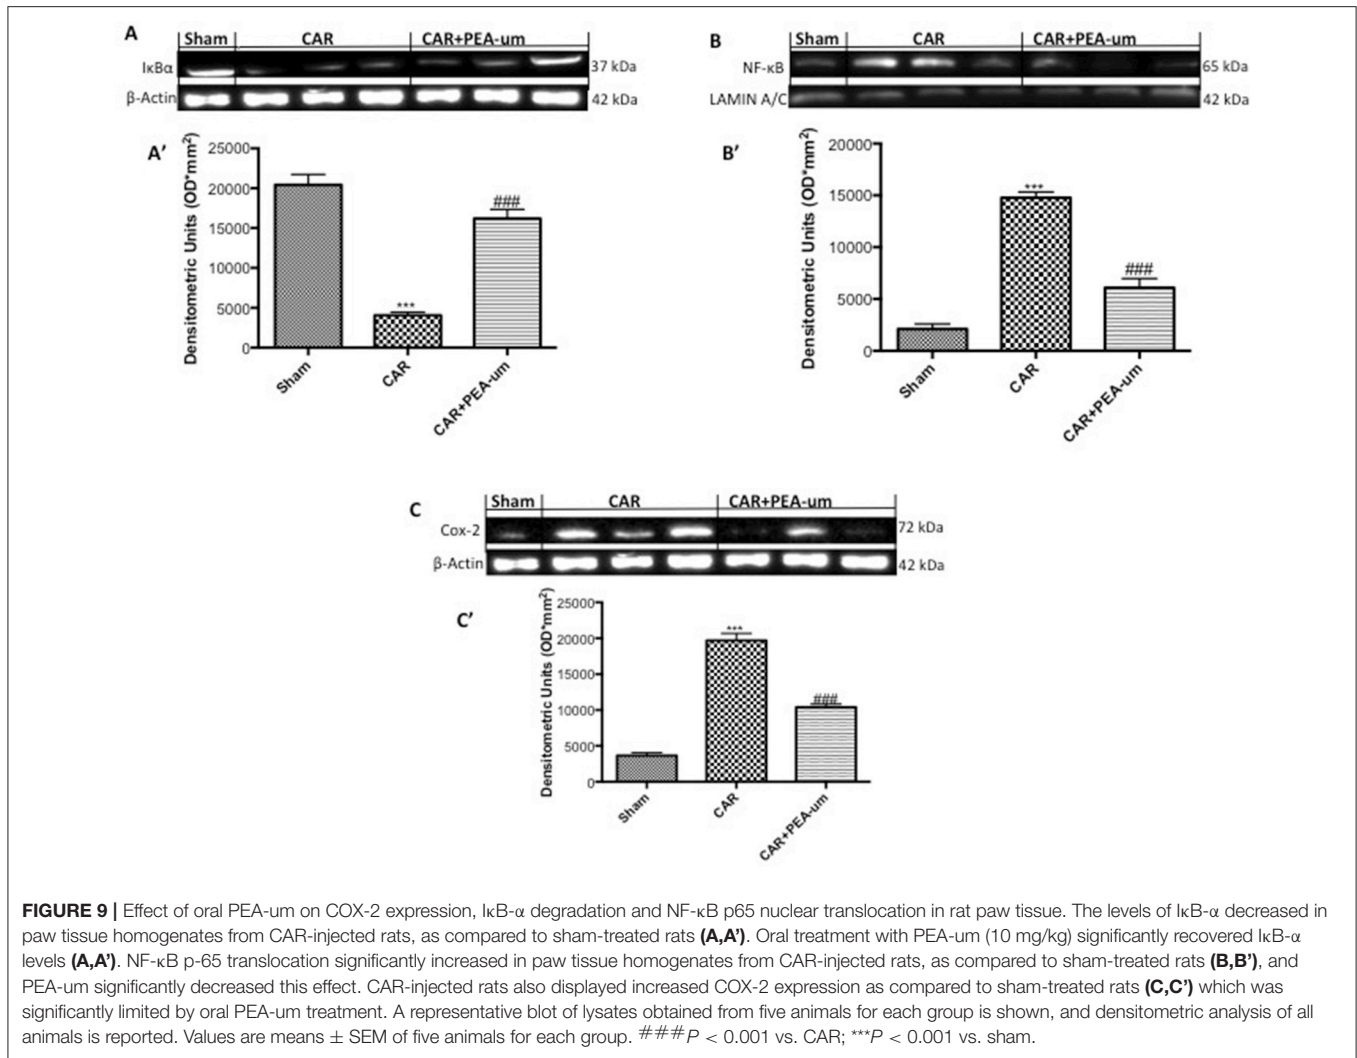 A
Sham CAR CAR+PEA-um
IκBα 37 kDa
β-Actin 42 kDa
B
Sham CAR CAR+PEA-um
NF-κB 65 kDa
LAMIN A/C 42 kDa
A’
Densitometric Units (OD*mm²)
25000
20000
15000
10000
5000
0
***
###
Sham
CAR
CAR+PEA-um
B’
Densitometric Units (OD*mm²)
20000
15000
10000
5000
0
***
###
Sham
CAR
CAR+PEA-um
C
Sham CAR CAR+PEA-um
Cox-2 72 kDa
β-Actin 42 kDa
C’
Densitometric Units (OD*mm²)
25000
20000
15000
10000
5000
0
***
###
Sham
CAR
CAR+PEA-um
FIGURE 9 | Effect of oral PEA-um on COX-2 expression, IκB-α degradation and NF-κB p65 nuclear translocation in rat paw tissue. The levels of IκB-α decreased in
paw tissue homogenates from CAR-injected rats, as compared to sham-treated rats (A,A’). Oral treatment with PEA-um (10 mg/kg) significantly recovered IκB-α
levels (A,A’). NF-κB p-65 translocation significantly increased in paw tissue homogenates from CAR-injected rats, as compared to sham-treated rats (B,B’), and
PEA-um significantly decreased this effect. CAR-injected rats also displayed increased COX-2 expression as compared to sham-treated rats (C,C’) which was
significantly limited by oral PEA-um treatment. A representative blot of lysates obtained from five animals for each group is shown, and densitometric analysis of all
animals is reported. Values are means ± SEM of five animals for each group. ###P < 0.001 vs. CAR; ***P < 0.001 vs. sham.